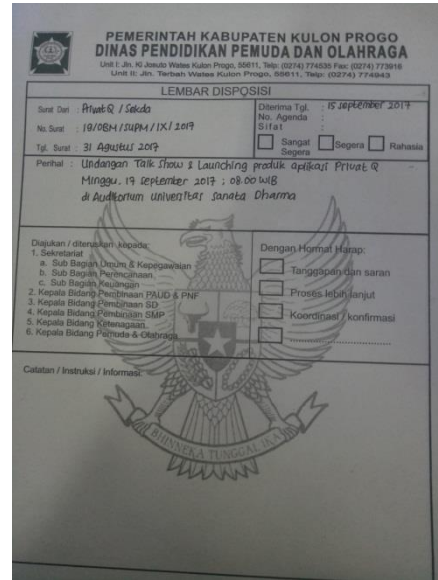 PEMERINTAH KABUPATEN KULON PROGO
DINAS PENDIDIKAN PEMUDA DAN OLAHRAGA
Unit I: Jln. Ki Josuto Wates Kulon Progo, 55611, Telp: (0274) 774535 Fax: (0274) 773916
Unit II: Jln. Terbah Wates Kulon Progo, 55611, Telp: (0274) 774943
LEMBAR DISPOSISI
Surat Dari : PrivatQ / Sekda
No. Surat : 19/OBM/SUPM/IX/2017
Tgl. Surat : 31 Agustus 2017
Diterima Tgl. : 15 september 2017
No. Agenda :
Sifat :
Sangat Segera
Segera
Rahasia
Perihal : Undangan Talk Show & Launching produk aplikasi Privat Q
Minggu, 17 september 2017 ; 08.00 WIB
di Auditorium universitas sanata Dharma
Diajukan / diteruskan kepada:
1. Sekretariat
a. Sub Bagian Umum & Kepegawaian
b. Sub Bagian Perencanaan
c. Sub Bagian Keuangan
2. Kepala Bidang Pembinaan PAUD & PNF
3. Kepala Bidang Pembinaan SD
4. Kepala Bidang Pembinaan SMP
5. Kepala Bidang Ketenagaan
6. Kepala Bidang Pemuda & Olahraga
Dengan Hormat Harap:
Tanggapan dan saran
Proses lebih lanjut
Koordinasi / konfirmasi
Catatan / Instruksi / Informasi:
BHINNEKA TUNGGAL IKA